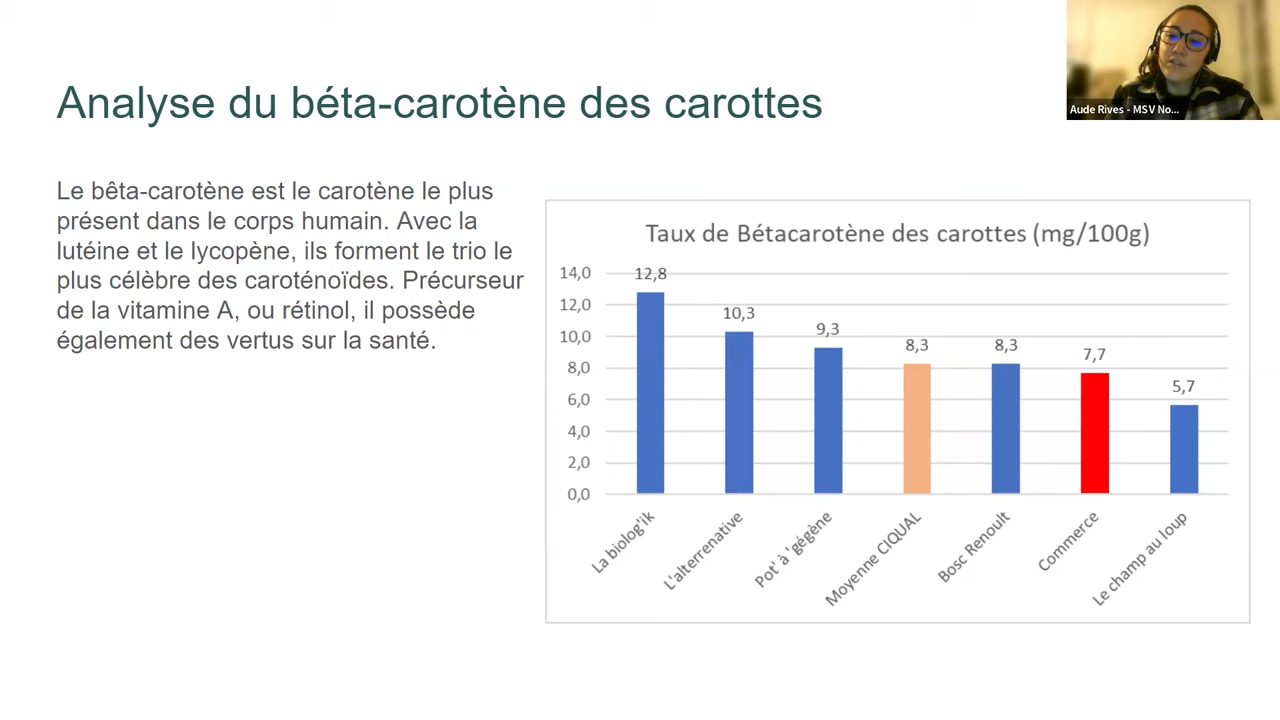 Analyse du béta-carotène des carottes
Aude Rives - MSV No...
Le bêta-carotène est le carotène le plus
présent dans le corps humain. Avec la
lutéine et le lycopène, ils forment le trio le
plus célèbre des caroténoïdes. Précurseur
de la vitamine A, ou rétinol, il possède
également des vertus sur la santé.
Taux de Bétacarotène des carottes (mg/100g)
14,0
12,0
10,0
8,0
6,0
4,0
2,0
0,0
12,8
10,3
9,3
8,3
8,3
7,7
5,7
La biolog'ik
L'alterrenative
Pot' à 'gégène
Moyenne CIQUAL
Bosc Renoult
Commerce
Le champ au loup